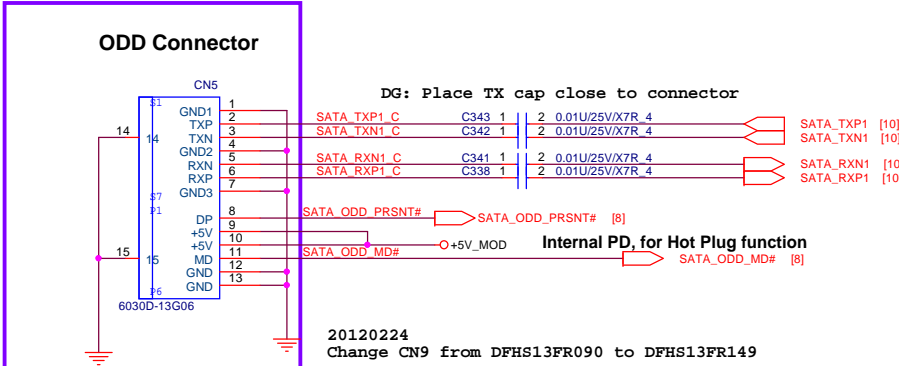 ODD Connector
CN5
DG: Place TX cap close to connector
S1
GND1 1
TXP 2 SATA_TXP1_C C343 1 2 0.01U/25V/X7R_4 SATA_TXP1 [10]
14 14 TXN 3 SATA_TXN1_C C342 1 2 0.01U/25V/X7R_4 SATA_TXN1 [10]
GND2 4
RXN 5 SATA_RXN1_C C341 1 2 0.01U/25V/X7R_4 SATA_RXN1 [10
RXP 6 SATA_RXP1_C C338 1 2 0.01U/25V/X7R_4 SATA_RXP1 [10
GND3 7
S7
P1
DP 8 SATA_ODD_PRSNT# SATA_ODD_PRSNT# [8]
+5V 9
+5V 10 +5V_MOD
Internal PD, for Hot Plug function
15 15 MD 11 SATA_ODD_MD# SATA_ODD_MD# [8]
GND 12
GND 13
P6
6030D-13G06
20120224
Change CN9 from DFHS13FR090 to DFHS13FR149